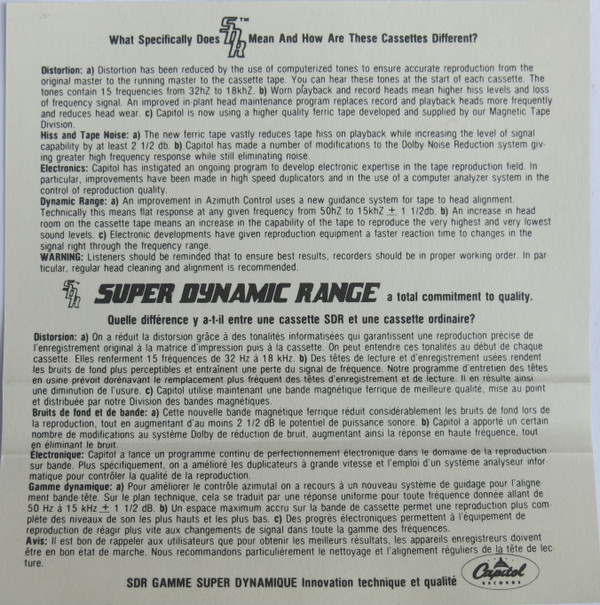 What Specifically Does SDR™ Mean And How Are These Cassettes Different?
Distortion: a) Distortion has been reduced by the use of computerized tones to ensure accurate reproduction from the
original master to the running master to the cassette tape. You can hear these tones at the start of each cassette. The
tones contain 15 frequencies from 32hZ to 18khZ. b) Worn playback and record heads mean higher hiss levels and loss
of frequency signal. An improved in-plant head maintenance program replaces record and playback heads more frequently
and reduces head wear. c) Capitol is now using a higher quality ferric tape developed and supplied by our Magnetic Tape
Division.
Hiss and Tape Noise: a) The new ferric tape vastly reduces tape hiss on playback while increasing the level of signal
capability by at least 2 1/2 db. b) Capitol has made a number of modifications to the Dolby Noise Reduction system giv-
ing greater high frequency response while still eliminating noise.
Electronics: Capitol has instigated an ongoing program to develop electronic expertise in the tape reproduction field. In
particular, improvements have been made in high speed duplicators and in the use of a computer analyzer system in the
control of reproduction quality.
Dynamic Range: a) An improvement in Azimuth Control uses a new guidance system for tape to head alignment.
Technically this means flat response at any given frequency from 50hZ to 15khZ ± 1 1/2db. b) An increase in head
room on the cassette tape means an increase in the capability of the tape to reproduce the very highest and very lowest
sound levels. c) Electronic developments have given reproduction equipment a faster reaction time to changes in the
signal right through the frequency range.
WARNING: Listeners should be reminded that to ensure best results, recorders should be in proper working order. In par-
ticular, regular head cleaning and alignment is recommended.
SDR SUPER DYNAMIC RANGE a total commitment to quality.
Quelle différence y a-t-il entre une cassette SDR et une cassette ordinaire?
Distorsion: a) On a réduit la distorsion grâce à des tonalités informatisées qui garantissent une reproduction précise de
l'enregistrement original à la matrice d'impression puis à la cassette. On peut entendre ces tonalités au début de chaque
cassette. Elles renferment 15 fréquences de 32 Hz à 18 kHz. b) Des têtes de lecture et d'enregistrement usées rendent
les bruits de fond plus perceptibles et entraînent une perte du signal de fréquence. Notre programme d'entretien des têtes
en usine prévoit dorénavant le remplacement plus fréquent des têtes d'enregistrement et de lecture. Il en résulte ainsi
une diminution de l'usure. c) Capitol utilise maintenant une bande magnétique ferrique de meilleure qualité, mise au point
et distribuée par notre Division des bandes magnétiques.
Bruits de fond et de bande: a) Cette nouvelle bande magnétique ferrique réduit considérablement les bruits de fond lors de
la reproduction, tout en augmentant d'au moins 2 1/2 dB le potentiel de puissance sonore. b) Capitol a apporté un certain
nombre de modifications au système Dolby de réduction de bruit, augmentant ainsi la réponse en haute fréquence, tout
en éliminant le bruit.
Électronique: Capitol a lancé un programme continu de perfectionnement électronique dans le domaine de la reproduction
sur bande. Plus spécifiquement, on a amélioré les duplicateurs à grande vitesse et l'emploi d'un système analyseur infor-
matique pour contrôler la qualité de la reproduction.
Gamme dynamique: a) Pour améliorer le contrôle azimutal on a recours à un nouveau système de guidage pour l'aligne-
ment bande-tête. Sur le plan technique, cela se traduit par une réponse uniforme pour toute fréquence donnée allant de
50 Hz à 15 kHz ± 1 1/2 dB. b) Un espace maximum accru sur la bande de cassette permet une reproduction plus com-
plète des niveaux de son les plus hauts et les plus bas. c) Des progrès électroniques permettent à l'équipement de
reproduction de réagir plus vite aux changements de signal dans toute la gamme des fréquences.
Avis: Il est bon de rappeler aux utilisateurs que pour obtenir les meilleurs résultats, les appareils enregistreurs doivent
être en bon état de marche. Nous recommandons particulièrement le nettoyage et l'alignement réguliers de la tête de lec-
ture.
SDR GAMME SUPER DYNAMIQUE Innovation technique et qualité
Capitol
RECORDS